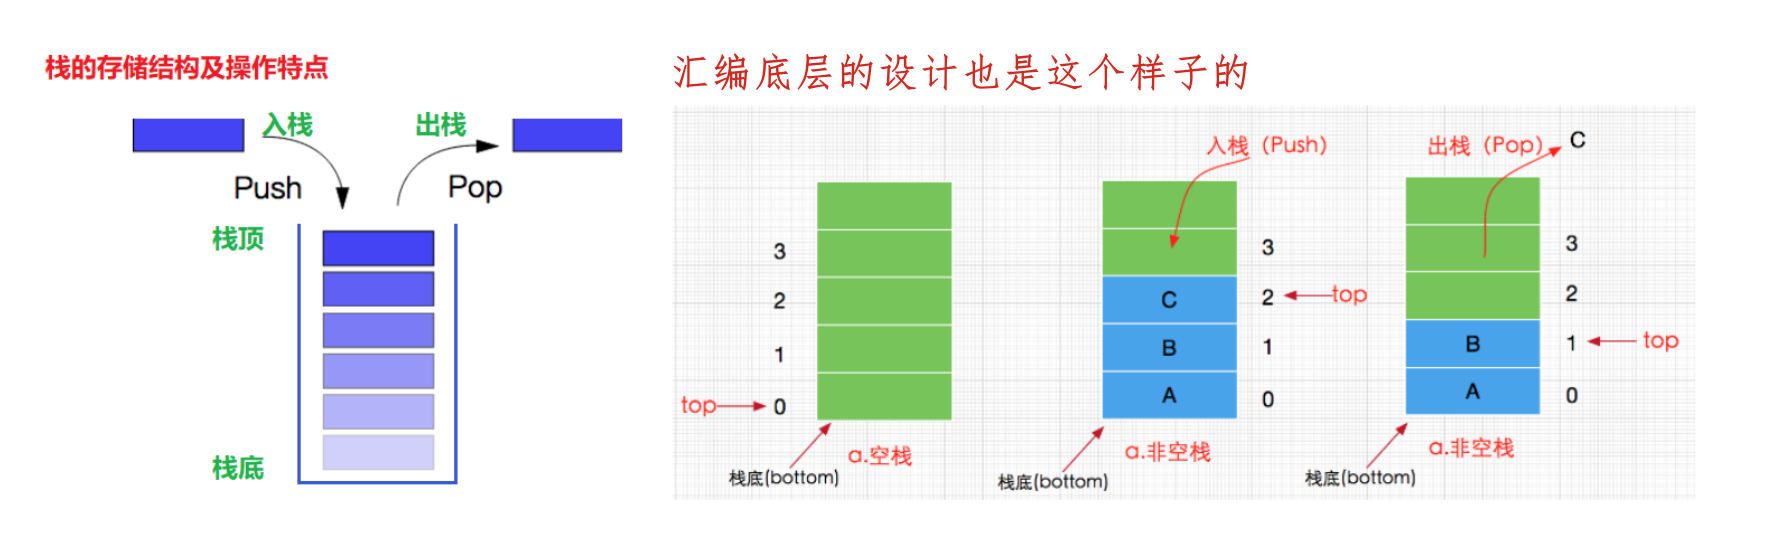 栈的存储结构及操作特点
入栈
出栈
Push
Pop
栈顶
栈底
汇编底层的设计也是这个样子的
3
2
1
top
0
栈底(bottom)
a.空栈
入栈（Push）
3
C
2
top
B
1
A
0
栈底(bottom)
a.非空栈
出栈（Pop）
C
3
2
B
1
top
A
0
栈底(bottom)
a.非空栈